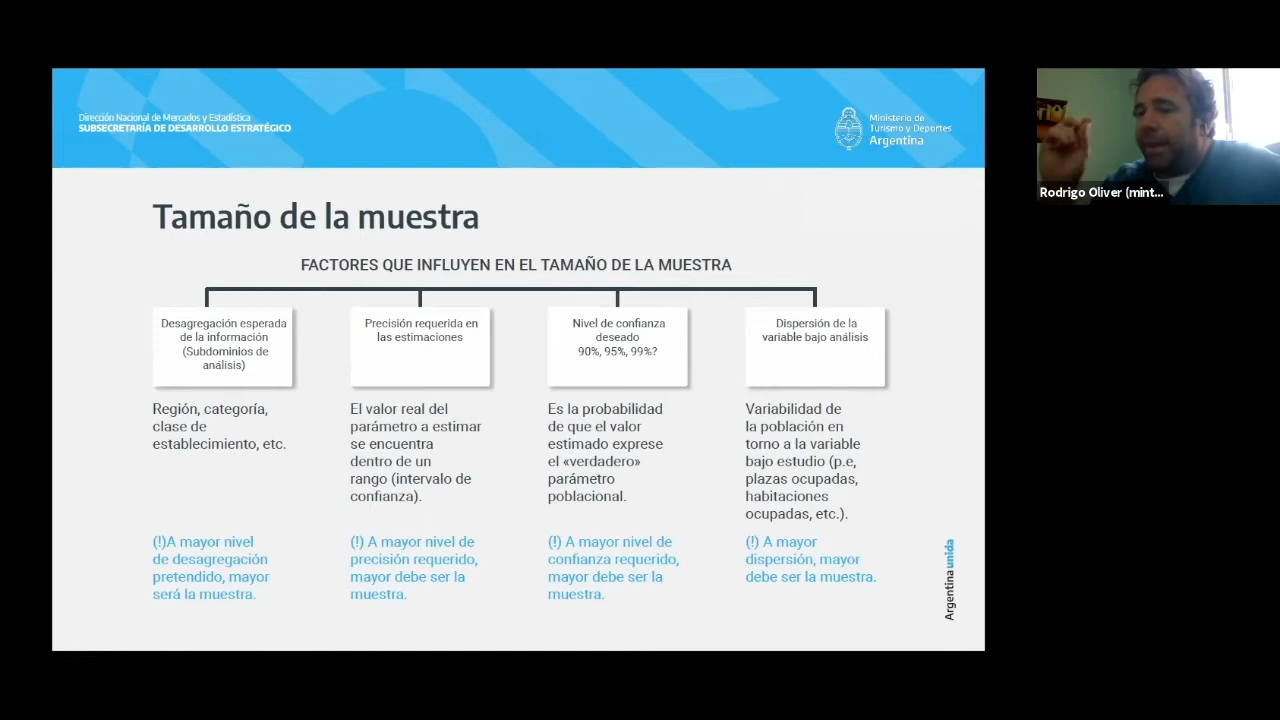 Dirección Nacional de Mercados y Estadística
SUBSECRETARÍA DE DESARROLLO ESTRATÉGICO
Ministerio de
Turismo y Deportes
Argentina
Rodrigo Oliver (mint...
Tamaño de la muestra
FACTORES QUE INFLUYEN EN EL TAMAÑO DE LA MUESTRA
Desagregación esperada
de la información
(Subdominios de
análisis)
Región, categoría,
clase de
establecimiento, etc.
(!)A mayor nivel
de desagregación
pretendido, mayor
será la muestra.
Precisión requerida en
las estimaciones
El valor real del
parámetro a estimar
se encuentra
dentro de un
rango (intervalo de
confianza).
(!) A mayor nivel de
precisión requerido,
mayor debe ser la
muestra.
Nivel de confianza
deseado
90%, 95%, 99%?
Es la probabilidad
de que el valor
estimado exprese
el «verdadero»
parámetro
poblacional.
(!) A mayor nivel de
confianza requerido,
mayor debe ser la
muestra.
Dispersión de la
variable bajo análisis
Variabilidad de
la población en
torno a la variable
bajo estudio (p.e,
plazas ocupadas,
habitaciones
ocupadas, etc.).
(!) A mayor
dispersión, mayor
debe ser la muestra.
Argentina unida